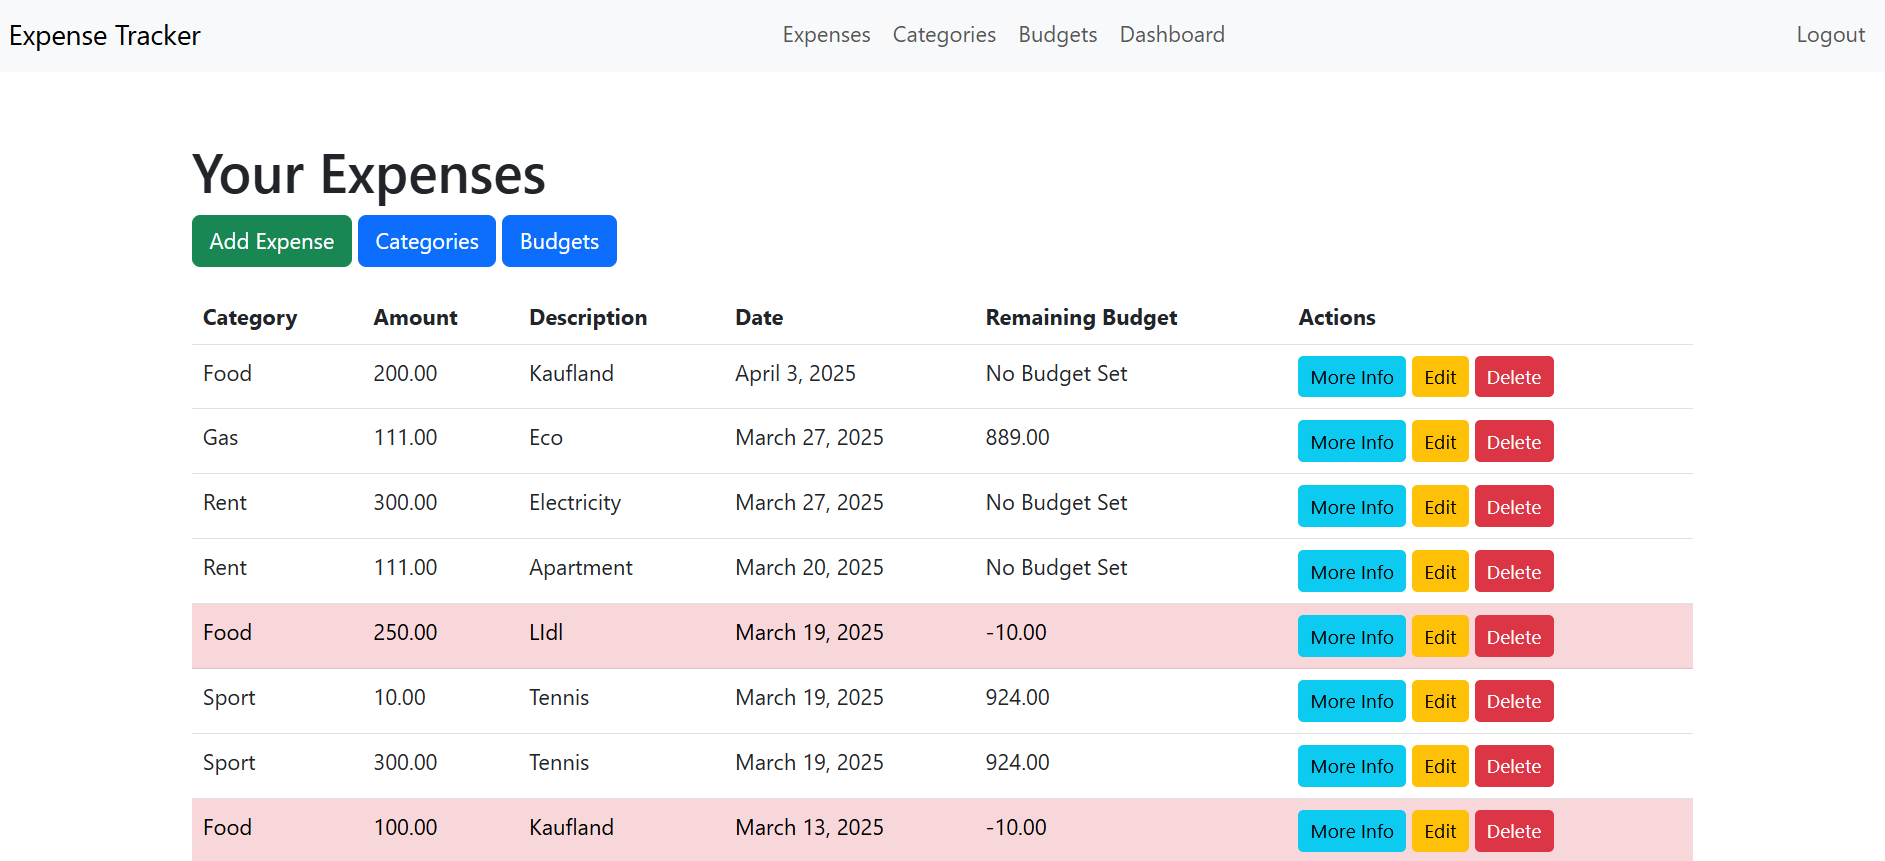 Expense Tracker Expenses Categories Budgets Dashboard Logout
Your Expenses
Add Expense Categories Budgets
Category Amount Description Date Remaining Budget Actions
Food 200.00 Kaufland April 3, 2025 No Budget Set More Info Edit Delete
Gas 111.00 Eco March 27, 2025 889.00 More Info Edit Delete
Rent 300.00 Electricity March 27, 2025 No Budget Set More Info Edit Delete
Rent 111.00 Apartment March 20, 2025 No Budget Set More Info Edit Delete
Food 250.00 LIdl March 19, 2025 -10.00 More Info Edit Delete
Sport 10.00 Tennis March 19, 2025 924.00 More Info Edit Delete
Sport 300.00 Tennis March 19, 2025 924.00 More Info Edit Delete
Food 100.00 Kaufland March 13, 2025 -10.00 More Info Edit Delete